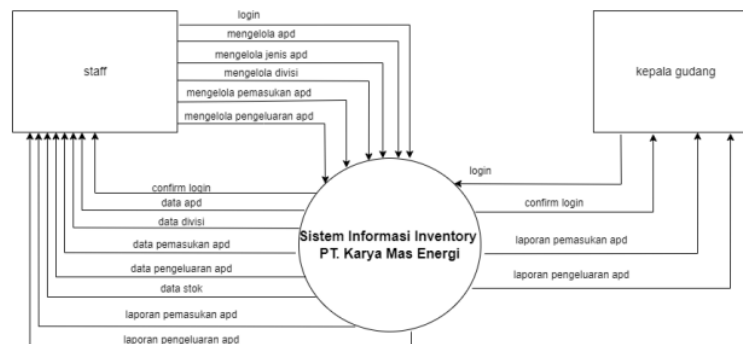 login
mengelola apd
mengelola jenis apd
mengelola divisi
mengelola pemasukan apd
mengelola pengeluaran apd
staff
kepala gudang
confirm login
data apd
data divisi
data pemasukan apd
data pengeluaran apd
data stok
laporan pemasukan apd
laporan pengeluaran apd
Sistem Informasi Inventory
PT. Karya Mas Energi
login
confirm login
laporan pemasukan apd
laporan pengeluaran apd